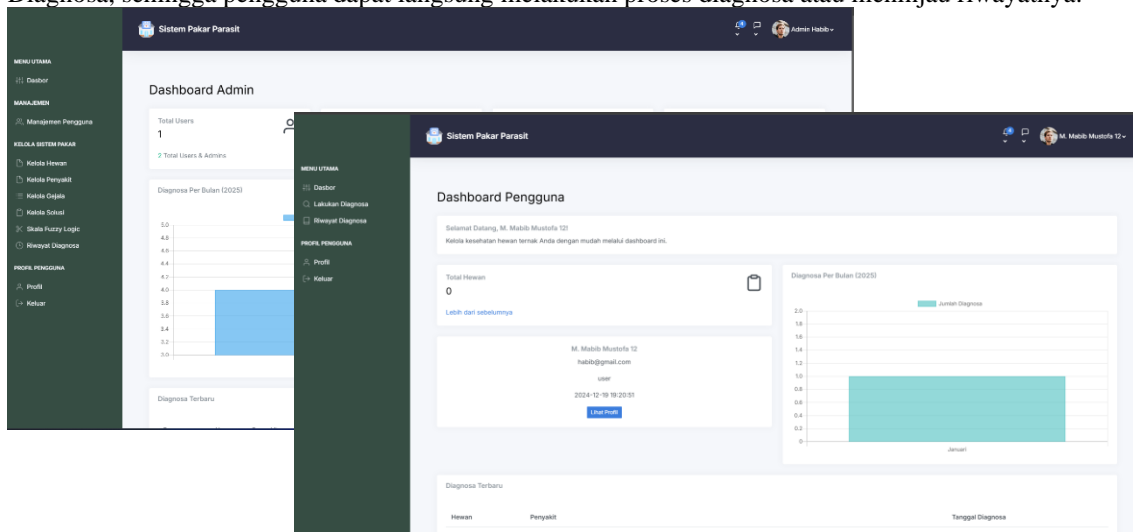 Diagnosa, sehingga pengguna dapat langsung melakukan proses diagnosa atau meninjau riwayatnya.
Sistem Pakar Parasit
Admin Habib
MENU UTAMA
Dasbor
MANAJEMEN
Manajemen Pengguna
KELOLA SISTEM PAKAR
Kelola Hewan
Kelola Penyakit
Kelola Gejala
Kelola Solusi
Skala Fuzzy Logic
Riwayat Diagnosa
PROFIL PENGGUNA
Profil
Keluar
Dashboard Admin
Total Users
1
2 Total Users & Admins
Diagnosa Per Bulan (2025)
5.0
4.8
4.6
4.4
4.2
4.0
3.8
3.6
3.4
3.2
3.0
Diagnosa Terbaru
Sistem Pakar Parasit
M. Mabib Mustofa 12
MENU UTAMA
Dasbor
Lakukan Diagnosa
Riwayat Diagnosa
PROFIL PENGGUNA
Profil
Keluar
Dashboard Pengguna
Selamat Datang, M. Mabib Mustofa 12!
Kelola kesehatan hewan ternak Anda dengan mudah melalui dashboard ini.
Total Hewan
0
Lebih dari sebelumnya
M. Mabib Mustofa 12
habib@gmail.com
user
2024-12-19 19:20:51
Lihat Profil
Diagnosa Per Bulan (2025)
Jumlah Diagnosa
2.0
1.8
1.6
1.4
1.2
1.0
0.8
0.6
0.4
0.2
0
Januari
Diagnosa Terbaru
Hewan Penyakit Tanggal Diagnosa